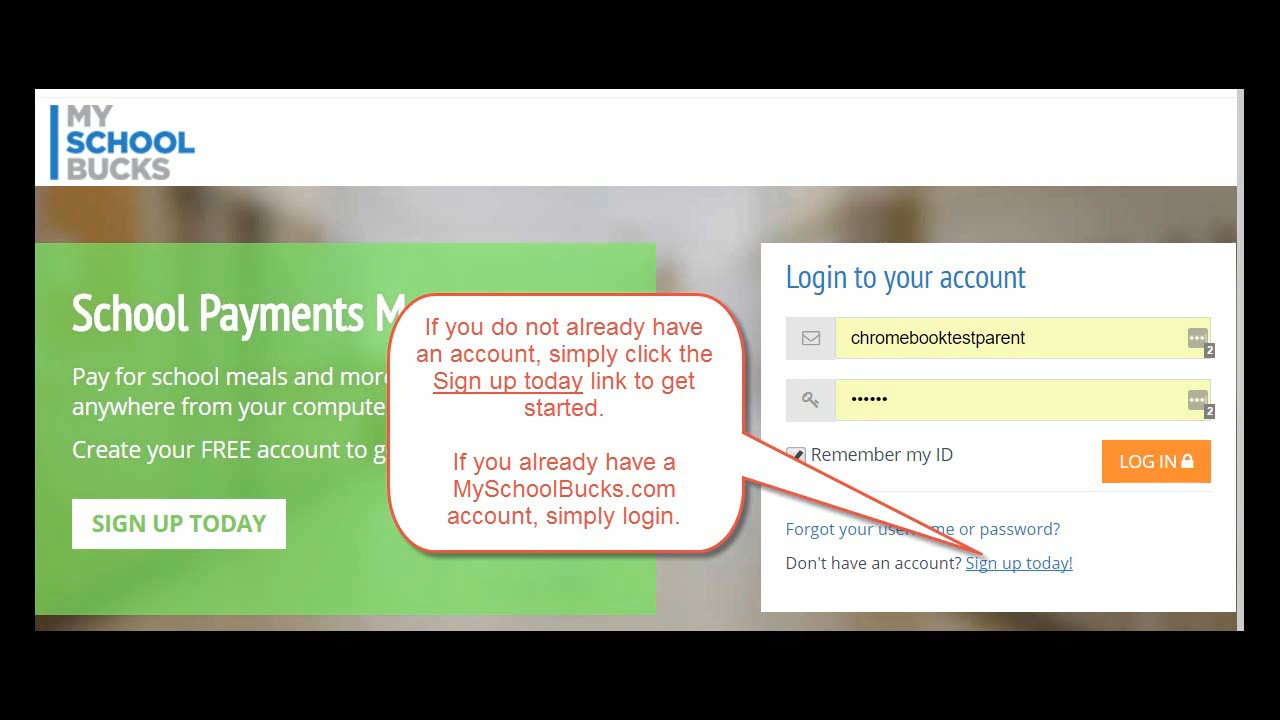 MY
SCHOOL
BUCKS
School Payments M
Pay for school meals and more
anywhere from your compute
Create your FREE account to g
SIGN UP TODAY
If you do not already have
an account, simply click the
Sign up today link to get
started.
If you already have a
MySchoolBucks.com
account, simply login.
Login to your account
chromebooktestparent
2
••••••
2
Remember my ID
LOG IN
Forgot your username or password?
Don't have an account? Sign up today!